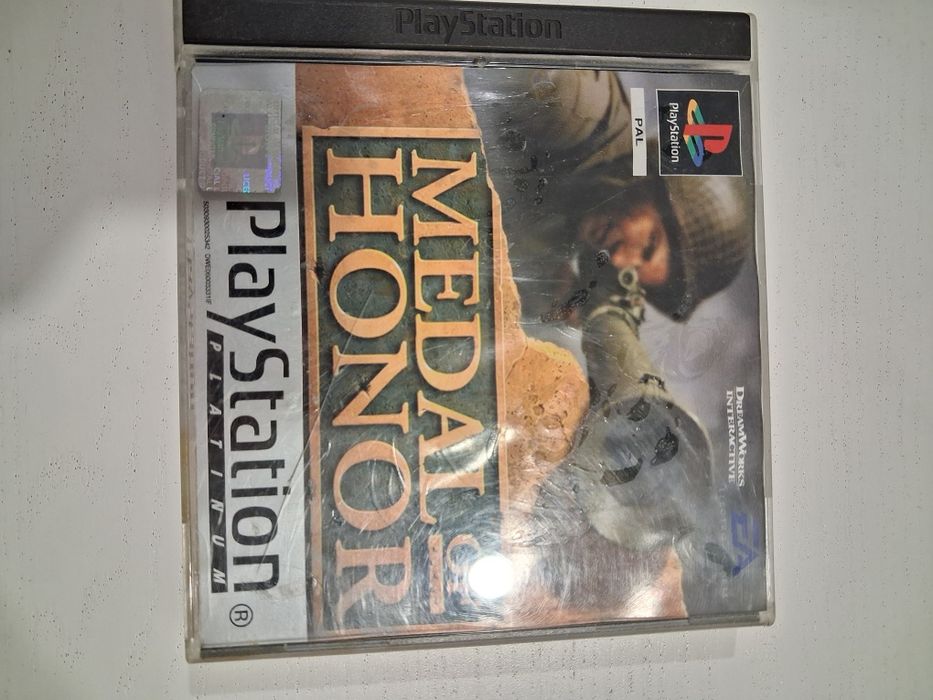 PlayStation
PlayStation
PAL
DREAMWORKS
INTERACTIVE
EA
MEDAL
OF
HONOR
PlayStation®
PLATINUM